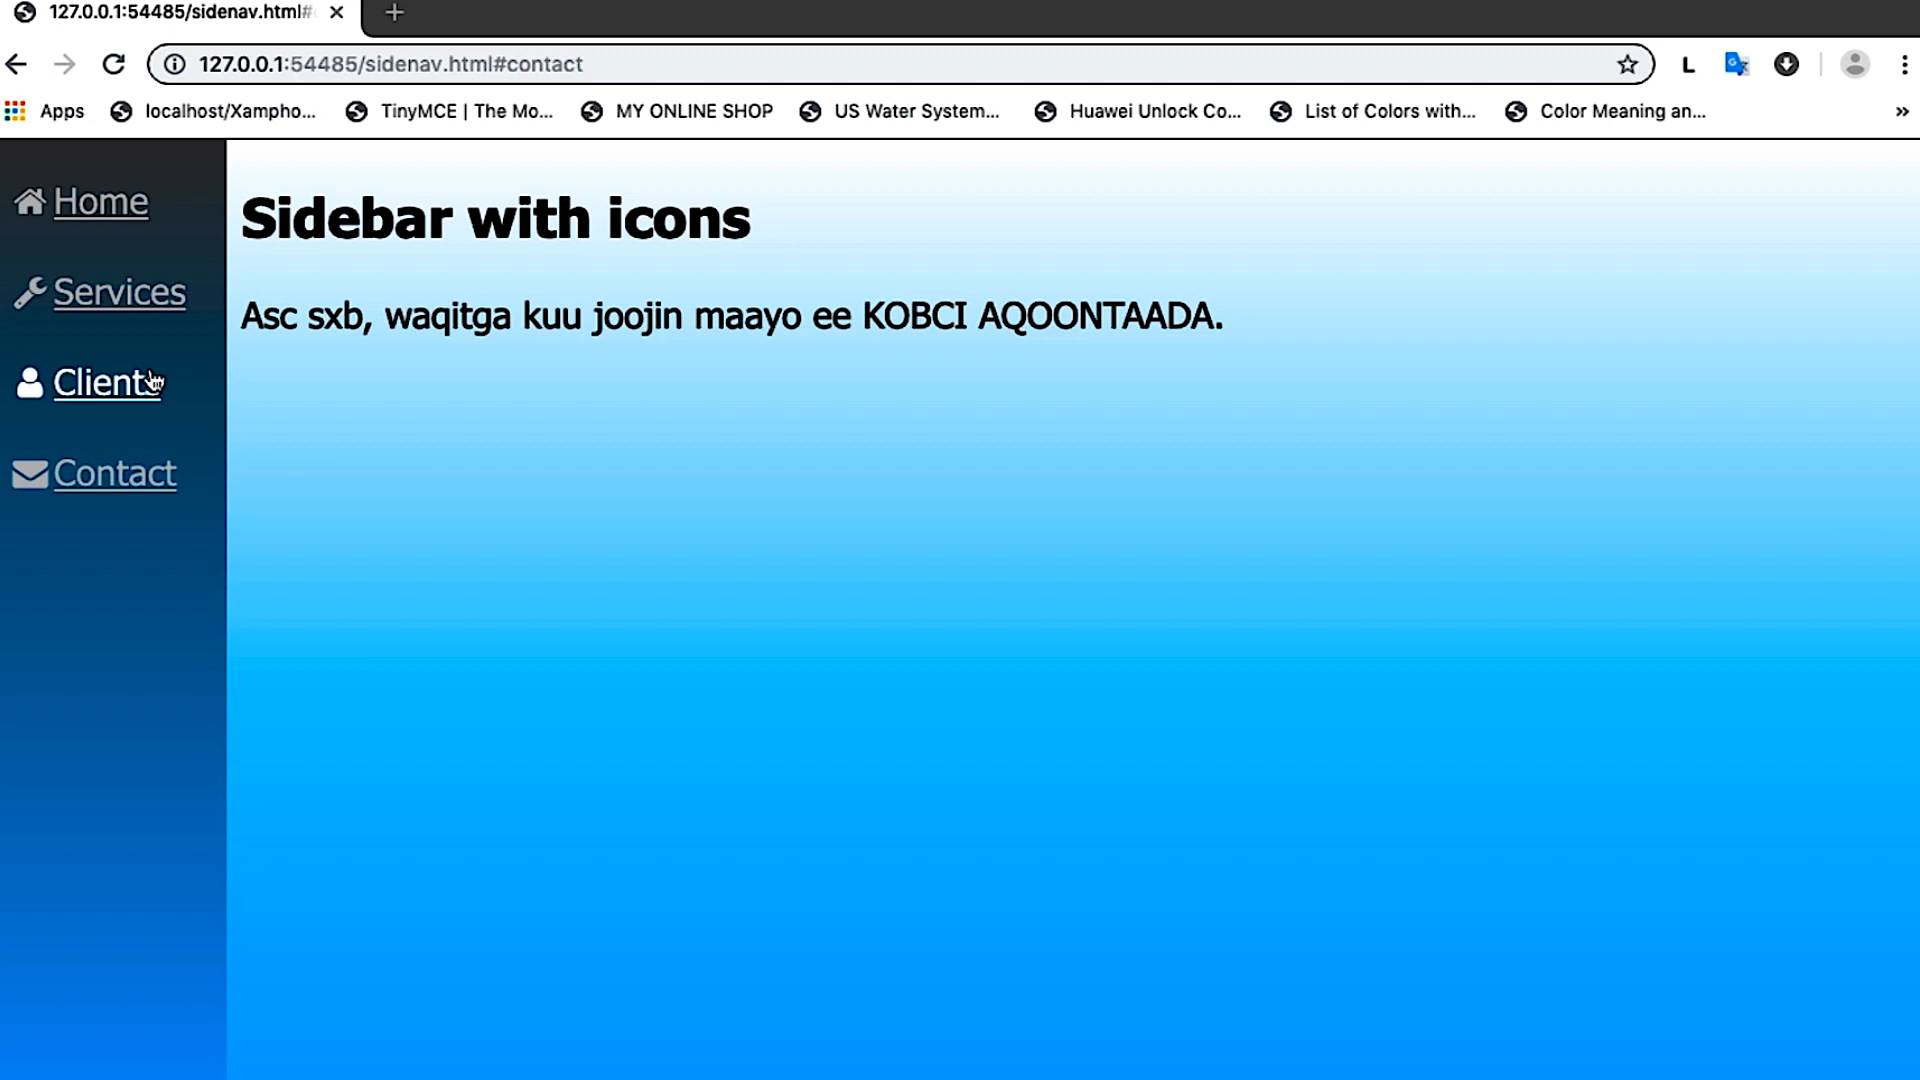 127.0.0.1:54485/sidenav.html#
127.0.0.1:54485/sidenav.html#contact
L
Apps localhost/Xampho... TinyMCE | The Mo... MY ONLINE SHOP US Water System... Huawei Unlock Co... List of Colors with... Color Meaning an... »
Home
Services
Clients
Contact
Sidebar with icons
Asc sxb, waqitga kuu joojin maayo ee KOBCI AQOONTAADA.